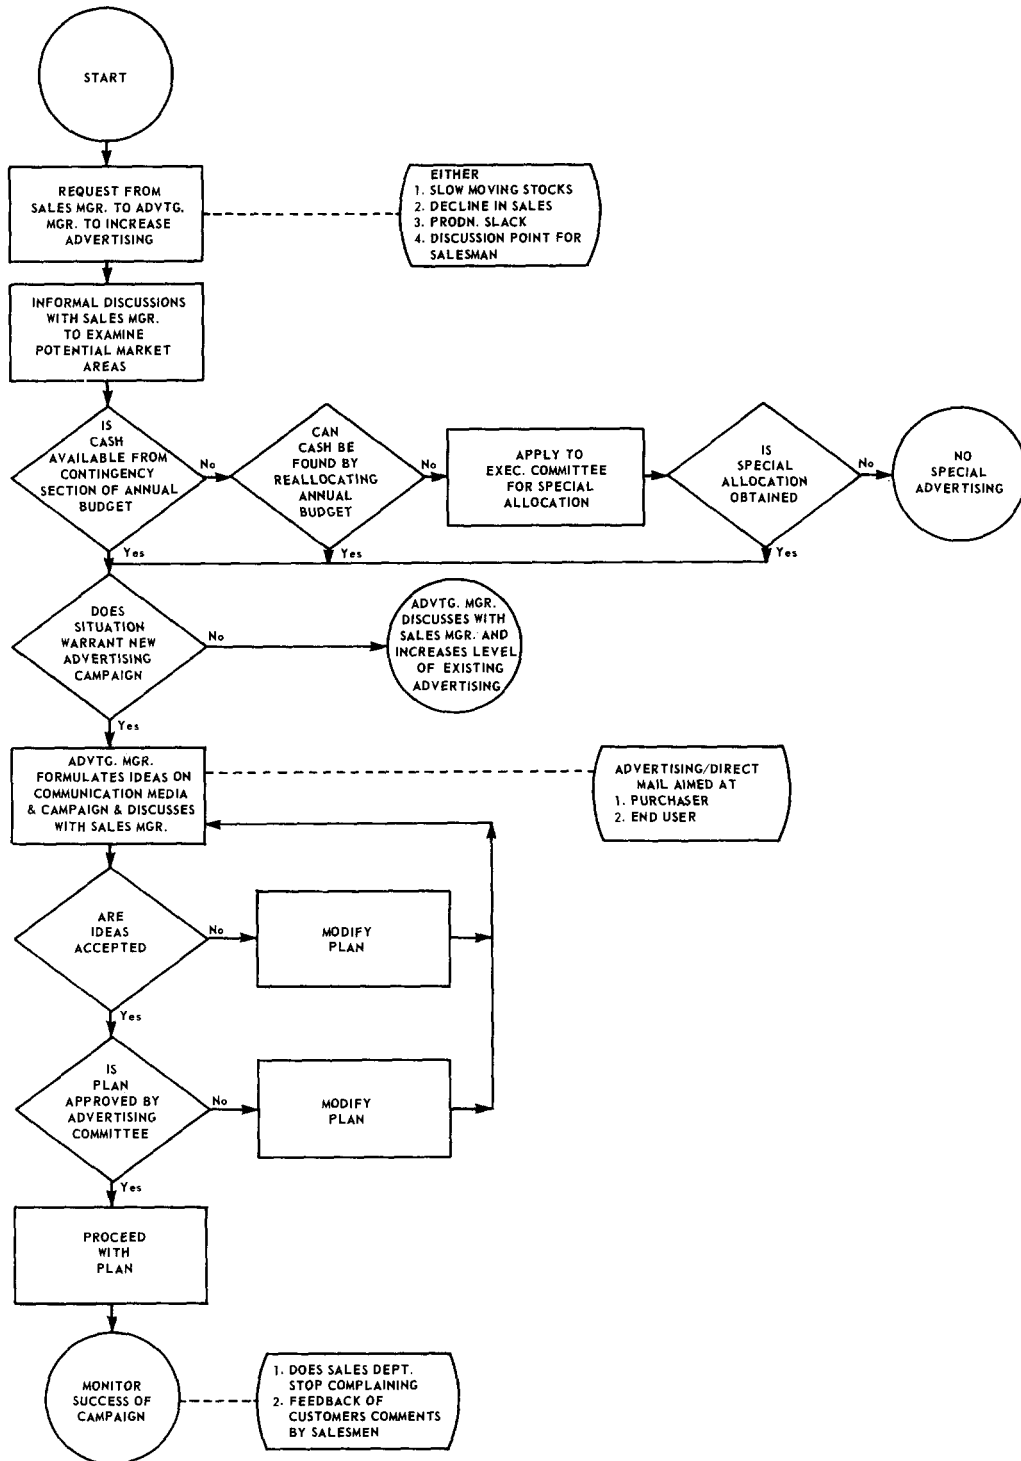 START
REQUEST FROM
SALES MGR. TO ADVTG.
MGR. TO INCREASE
ADVERTISING
EITHER
1. SLOW MOVING STOCKS
2. DECLINE IN SALES
3. PRODN. SLACK
4. DISCUSSION POINT FOR
SALESMAN
INFORMAL DISCUSSIONS
WITH SALES MGR.
TO EXAMINE
POTENTIAL MARKET
AREAS
IS
CASH
AVAILABLE FROM
CONTINGENCY
SECTION OF ANNUAL
BUDGET
No
Yes
CAN
CASH BE
FOUND BY
REALLOCATING
ANNUAL
BUDGET
No
Yes
APPLY TO
EXEC. COMMITTEE
FOR SPECIAL
ALLOCATION
IS
SPECIAL
ALLOCATION
OBTAINED
No
Yes
NO
SPECIAL
ADVERTISING
DOES
SITUATION
WARRANT NEW
ADVERTISING
CAMPAIGN
No
Yes
ADVTG. MGR.
DISCUSSES WITH
SALES MGR. AND
INCREASES LEVEL
OF EXISTING
ADVERTISING
ADVTG. MGR.
FORMULATES IDEAS ON
COMMUNICATION MEDIA
& CAMPAIGN & DISCUSSES
WITH SALES MGR.
ADVERTISING/DIRECT
MAIL AIMED AT
1. PURCHASER
2. END USER
ARE
IDEAS
ACCEPTED
No
Yes
MODIFY
PLAN
IS
PLAN
APPROVED BY
ADVERTISING
COMMITTEE
No
Yes
MODIFY
PLAN
PROCEED
WITH
PLAN
MONITOR
SUCCESS OF
CAMPAIGN
1. DOES SALES DEPT.
STOP COMPLAINING
2. FEEDBACK OF
CUSTOMERS COMMENTS
BY SALESMEN